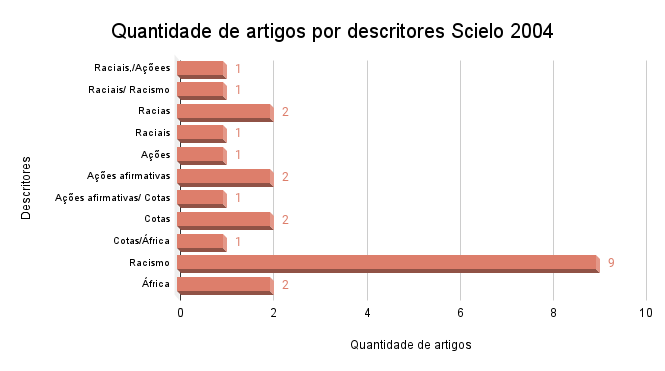 Quantidade de artigos por descritores Scielo 2004
Descritores
Raciais,/Açõees 1
Raciais/ Racismo 1
Racias 2
Raciais 1
Ações 1
Ações afirmativas 2
Ações afirmativas/ Cotas 1
Cotas 2
Cotas/África 1
Racismo 9
África 2
0 2 4 6 8 10
Quantidade de artigos